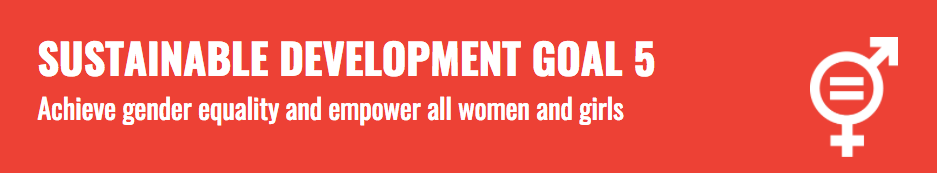 SUSTAINABLE DEVELOPMENT GOAL 5
Achieve gender equality and empower all women and girls